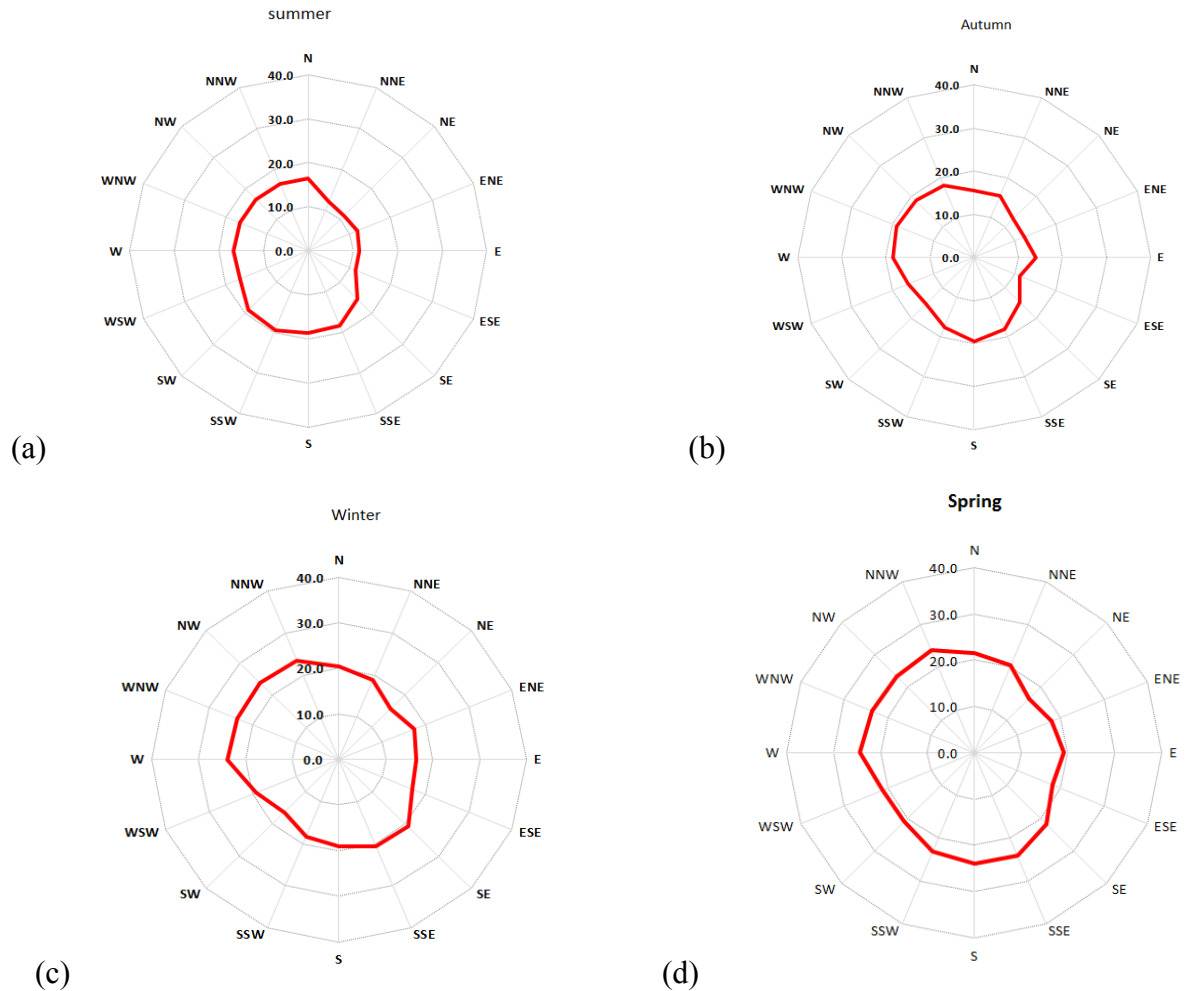 summer
N
40.0
NNW NNE
30.0
NW NE
20.0
WNW ENE
10.0
W 0.0 E
WSW ESE
SW SE
SSW SSE
S
(a)
Autumn
N
40.0
NNW NNE
30.0
NW NE
20.0
WNW ENE
10.0
W 0.0 E
WSW ESE
SW SE
SSW SSE
S
(b)
Winter
N
40.0
NNW NNE
30.0
NW NE
20.0
WNW ENE
10.0
W 0.0 E
WSW ESE
SW SE
SSW SSE
S
(c)
Spring
N
40.0
NNW NNE
30.0
NW NE
20.0
WNW ENE
10.0
W 0.0 E
WSW ESE
SW SE
SSW SSE
S
(d)